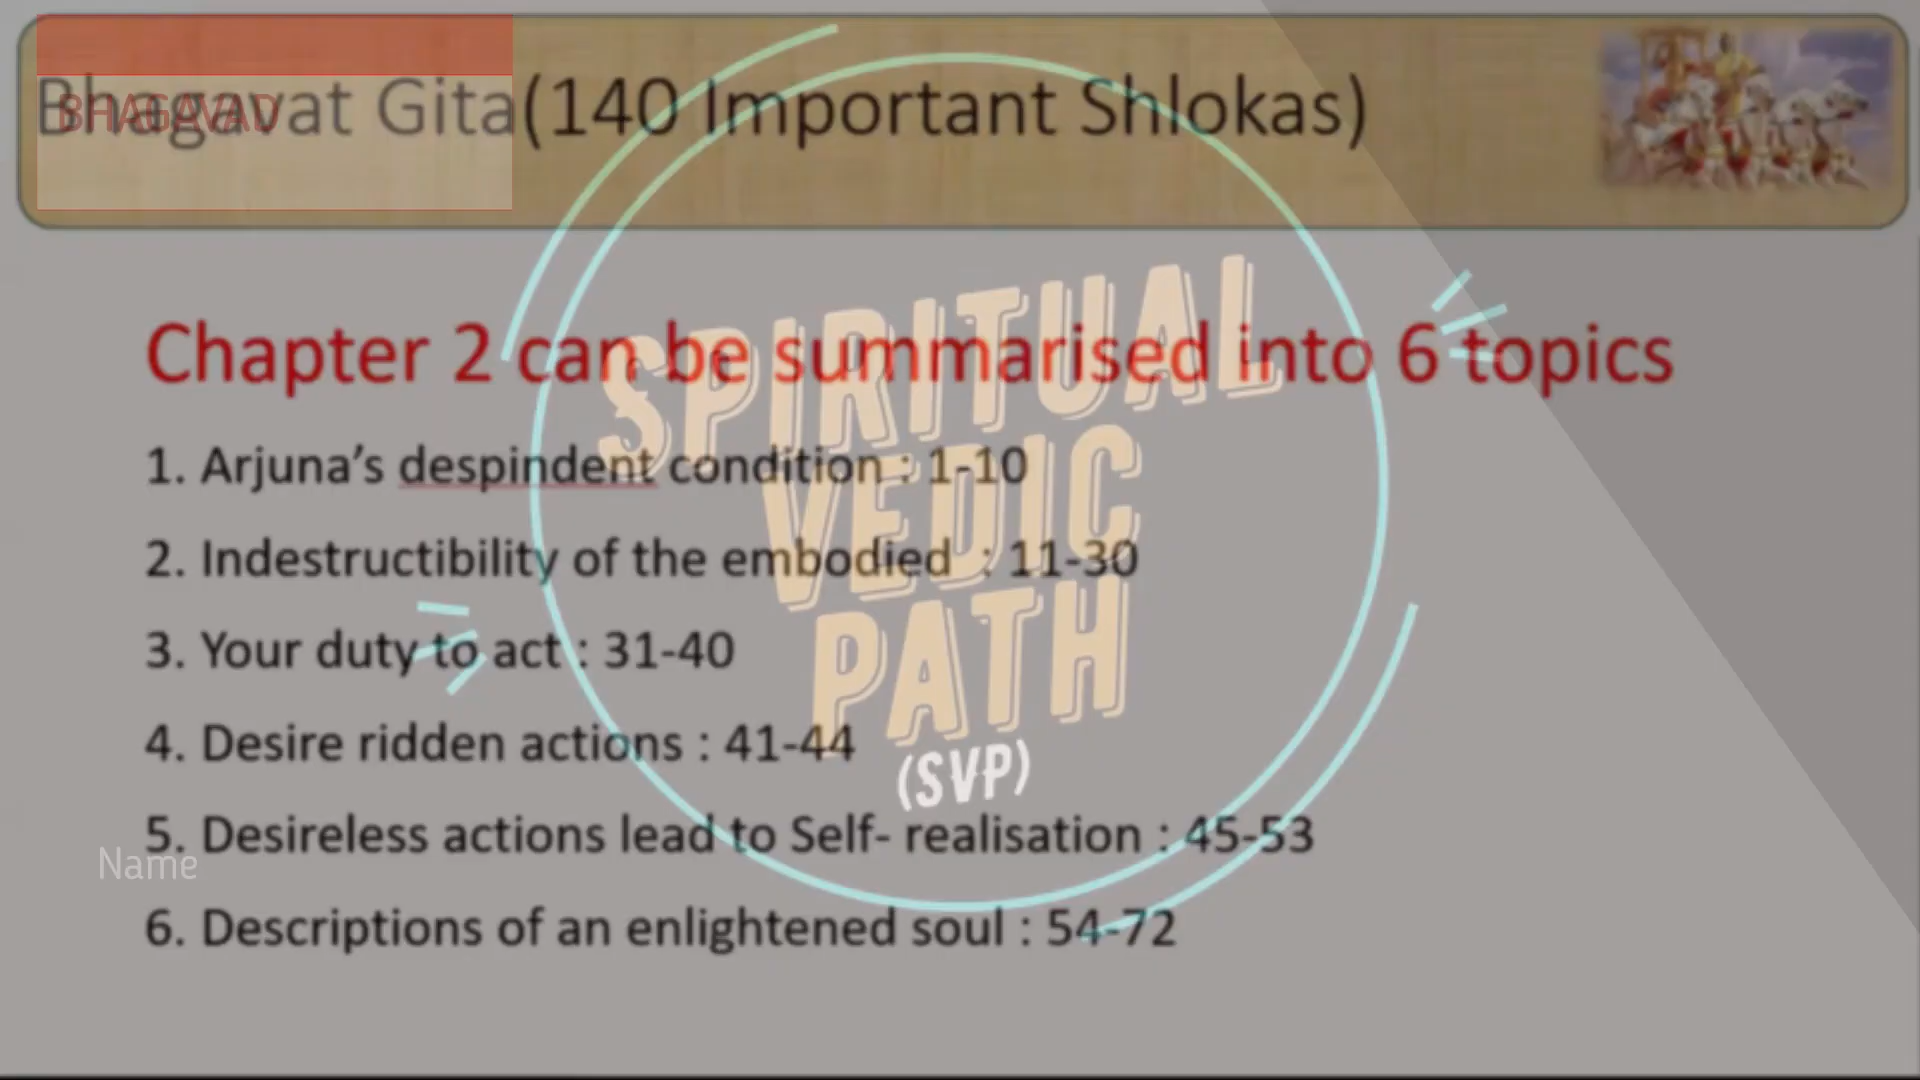 Bhagavat Gita(140 Important Shlokas)
BHAGAVAD
Chapter 2 can be summarised into 6 topics
1. Arjuna’s despindent condition : 1-10
2. Indestructibility of the embodied : 11-30
3. Your duty to act : 31-40
4. Desire ridden actions : 41-44
5. Desireless actions lead to Self- realisation : 45-53
6. Descriptions of an enlightened soul : 54-72
SPIRITUAL
VEDIC
PATH
(SVP)
Name